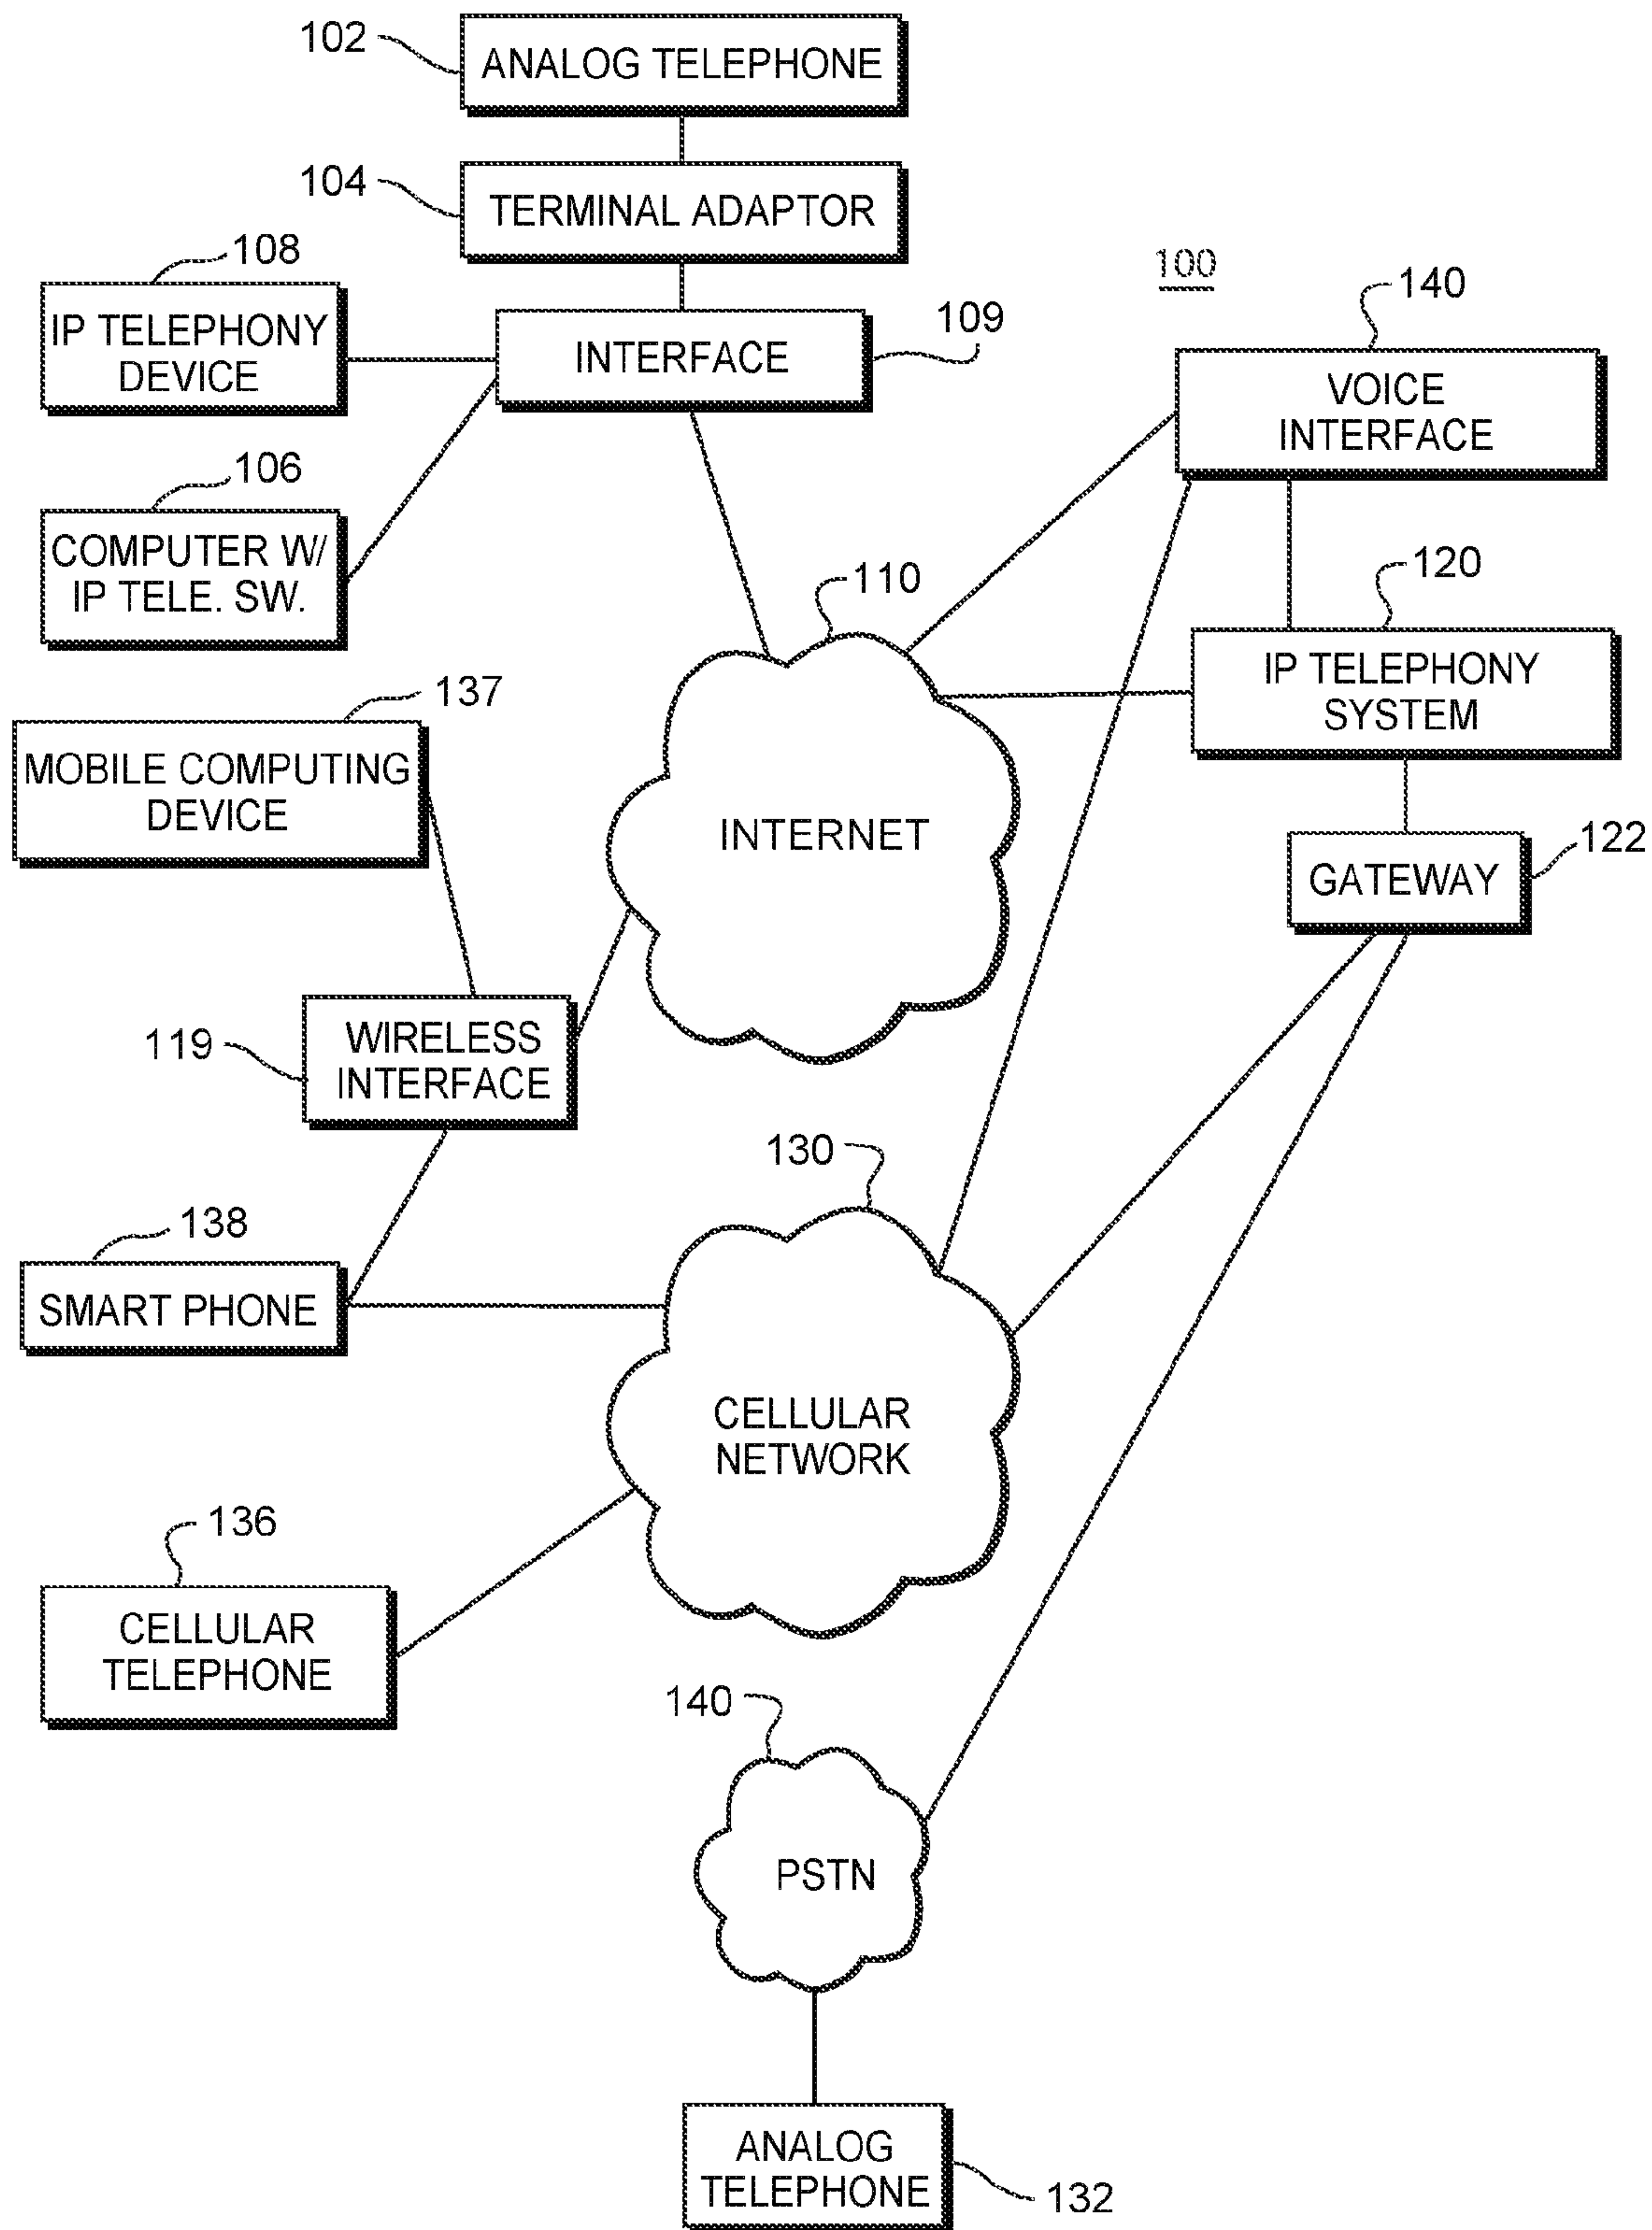 102
ANALOG TELEPHONE
104
TERMINAL ADAPTOR
108
IP TELEPHONY
DEVICE
INTERFACE
109
100
140
VOICE
INTERFACE
106
COMPUTER W/
IP TELE. SW.
110
120
IP TELEPHONY
SYSTEM
137
MOBILE COMPUTING
DEVICE
INTERNET
GATEWAY
122
119
WIRELESS
INTERFACE
130
138
SMART PHONE
CELLULAR
NETWORK
136
CELLULAR
TELEPHONE
140
PSTN
ANALOG
TELEPHONE
132